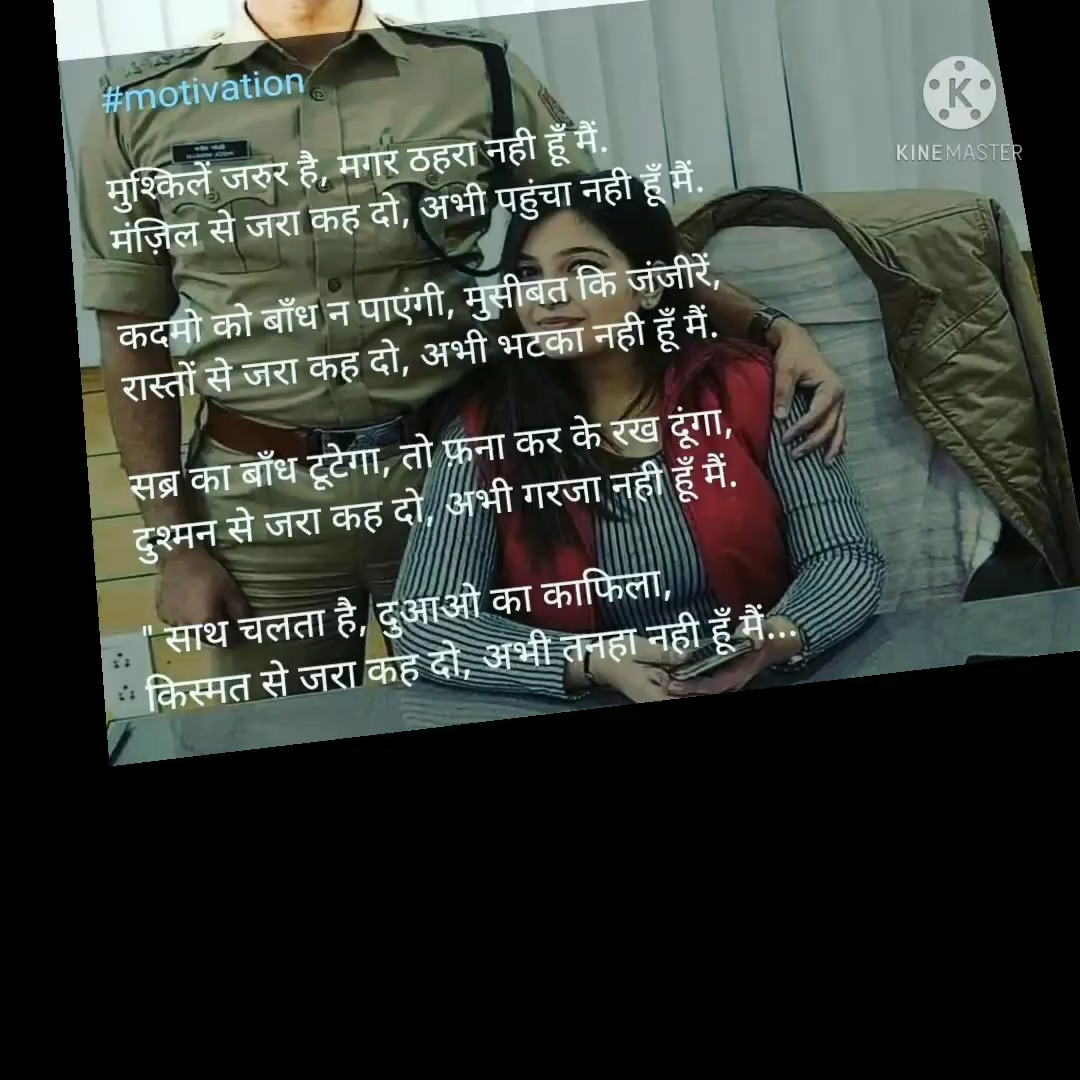 #motivation
मुश्किलें जरुर है, मगर ठहरा नही हूँ मैं.
मंज़िल से जरा कह दो, अभी पहुंचा नही हूँ मैं.
कदमो को बाँध न पाएंगी, मुसीबत कि जंजीरें,
रास्तों से जरा कह दो, अभी भटका नही हूँ मैं.
सब्र का बाँध टूटेगा, तो फ़ना कर के रख दूंगा,
दुश्मन से जरा कह दो, अभी गरजा नही हूँ मैं.
" साथ चलता है, दुआओ का काफिला,
किस्मत से जरा कह दो, अभी तनहा नही हूँ मैं...
K
KINEMASTER